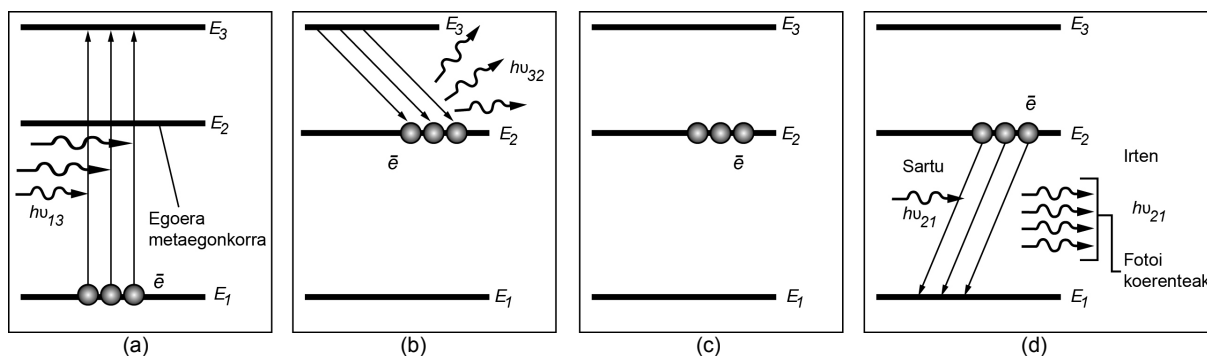 E3
E2
hυ13
Egoera
metaegonkorra
ē
E1
(a)
E3
hυ32
E2
ē
E1
(b)
E3
E2
ē
E1
(c)
E3
ē
E2
Sartu
hυ21
Irten
hυ21
Fotoi
koerenteak
E1
(d)